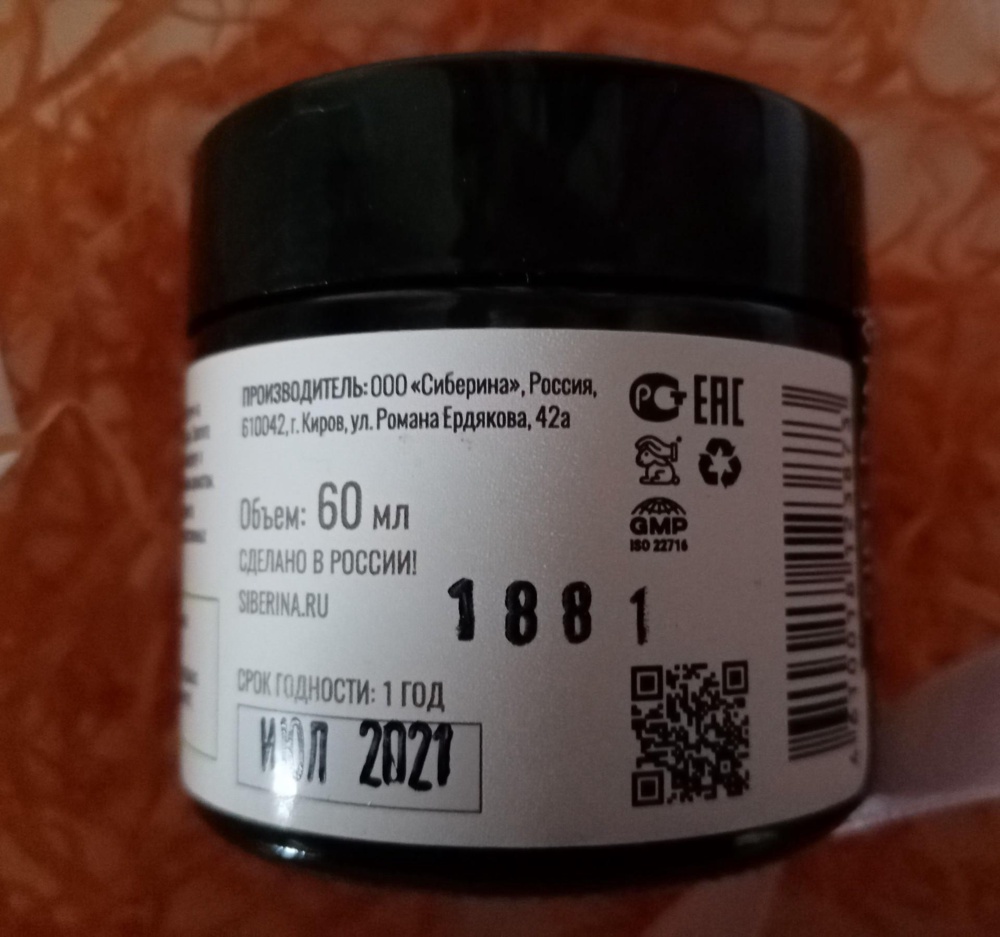 ПРОИЗВОДИТЕЛЬ: ООО «Сиберина», Россия,
610042, г. Киров, ул. Романа Ердякова, 42а
РС ЕАС
Объем: 60 мл
GMP
ISO 22716
СДЕЛАНО В РОССИИ!
SIBERINA.RU
1881
СРОК ГОДНОСТИ: 1 ГОД
ИЮЛ 2021